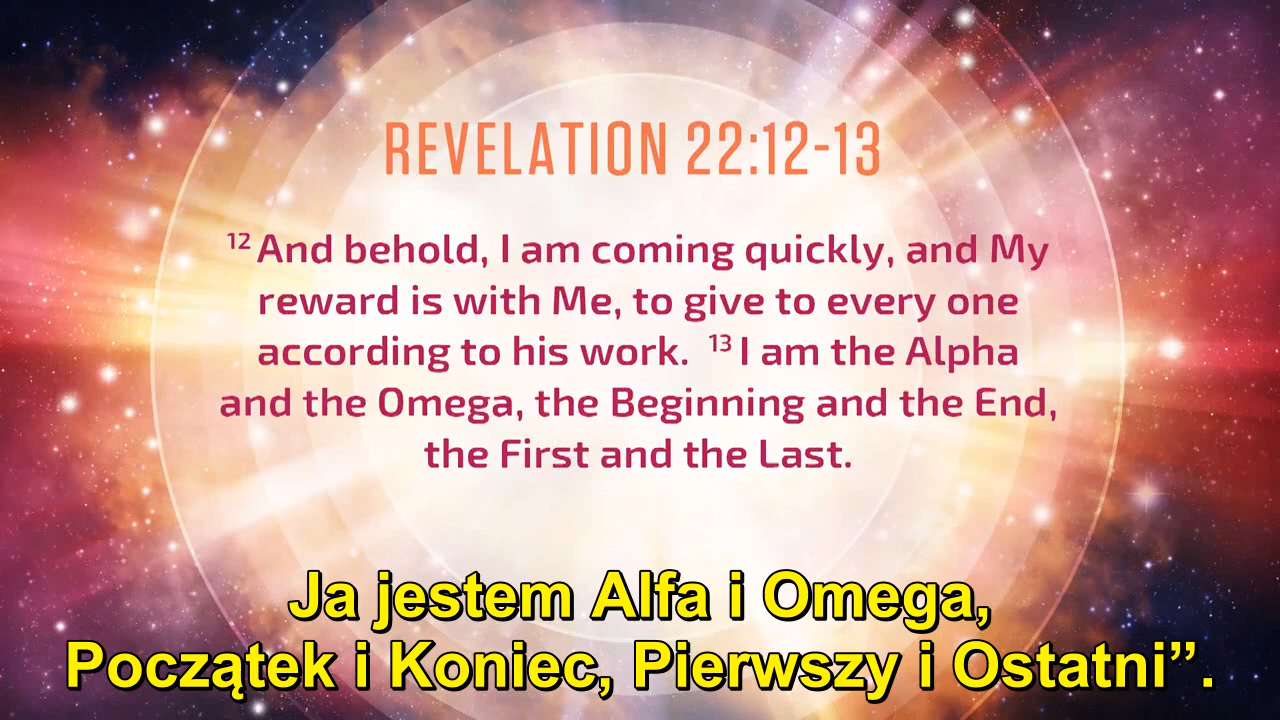 REVELATION 22:12-13
12 And behold, I am coming quickly, and My
reward is with Me, to give to every one
according to his work. 13 I am the Alpha
and the Omega, the Beginning and the End,
the First and the Last.
Ja jestem Alfa i Omega,
Początek i Koniec, Pierwszy i Ostatni”.